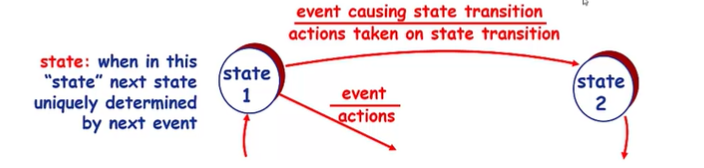 event causing state transition
actions taken on state transition
state: when in this
“state” next state
uniquely determined
by next event
state
1
event
actions
state
2